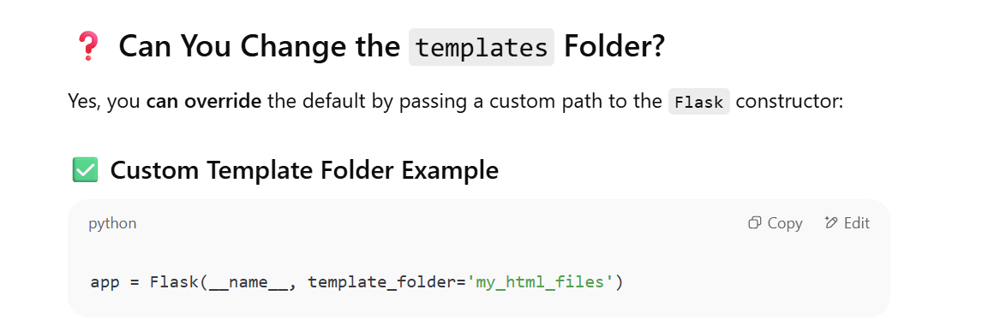 ❓ Can You Change the templates Folder?
Yes, you can override the default by passing a custom path to the Flask constructor:
✅ Custom Template Folder Example
python Copy Edit
app = Flask(__name__, template_folder='my_html_files')